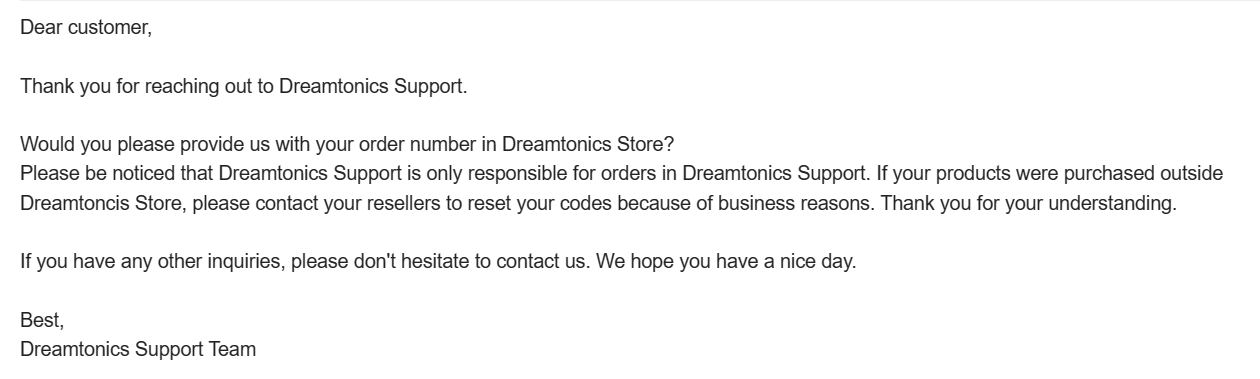 Dear customer,
Thank you for reaching out to Dreamtonics Support.
Would you please provide us with your order number in Dreamtonics Store?
Please be noticed that Dreamtonics Support is only responsible for orders in Dreamtonics Support. If your products were purchased outside
Dreamtoncis Store, please contact your resellers to reset your codes because of business reasons. Thank you for your understanding.
If you have any other inquiries, please don't hesitate to contact us. We hope you have a nice day.
Best,
Dreamtonics Support Team